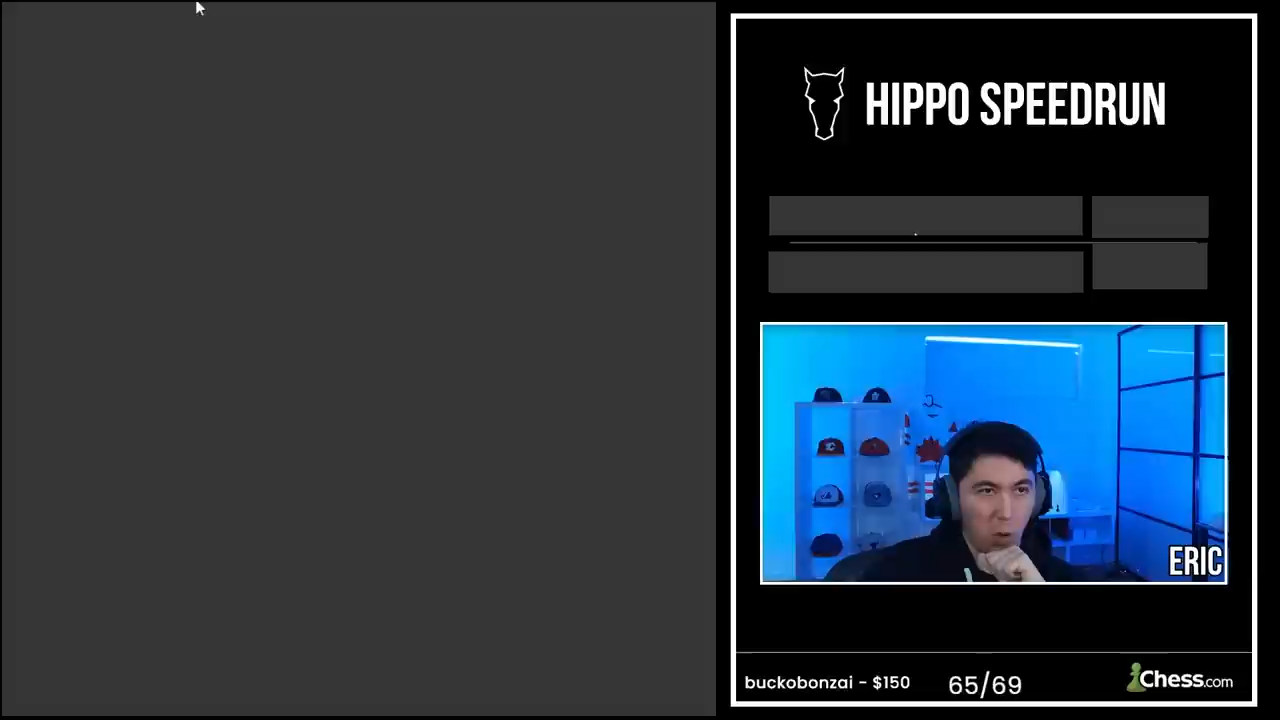 HIPPO SPEEDRUN
ERIC
buckobonzai - $150
65/69
Chess.com